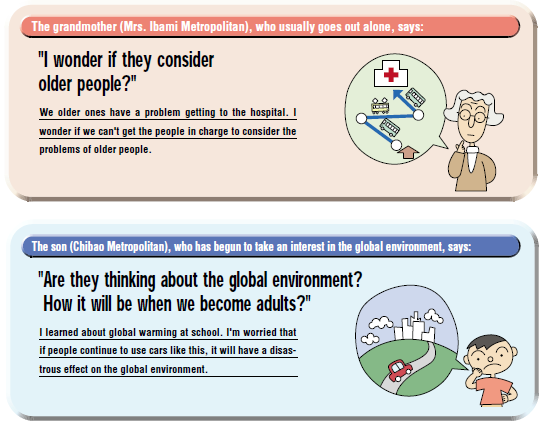 The grandmother (Mrs. Ibami Metropolitan), who usually goes out alone, says:
"I wonder if they consider
older people?"
We older ones have a problem getting to the hospital. I
wonder if we can't get the people in charge to consider the
problems of older people.
The son (Chibao Metropolitan), who has begun to take an interest in the global environment, says:
"Are they thinking about the global environment?
How it will be when we become adults?"
I learned about global warming at school. I'm worried that
if people continue to use cars like this, it will have a disas-
trous effect on the global environment.